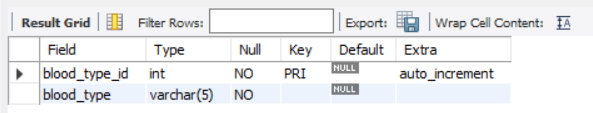 Result Grid Filter Rows: Export: Wrap Cell Content: IA
Field Type Null Key Default Extra
blood_type_id int NO PRI NULL auto_increment
blood_type varchar(5) NO NULL